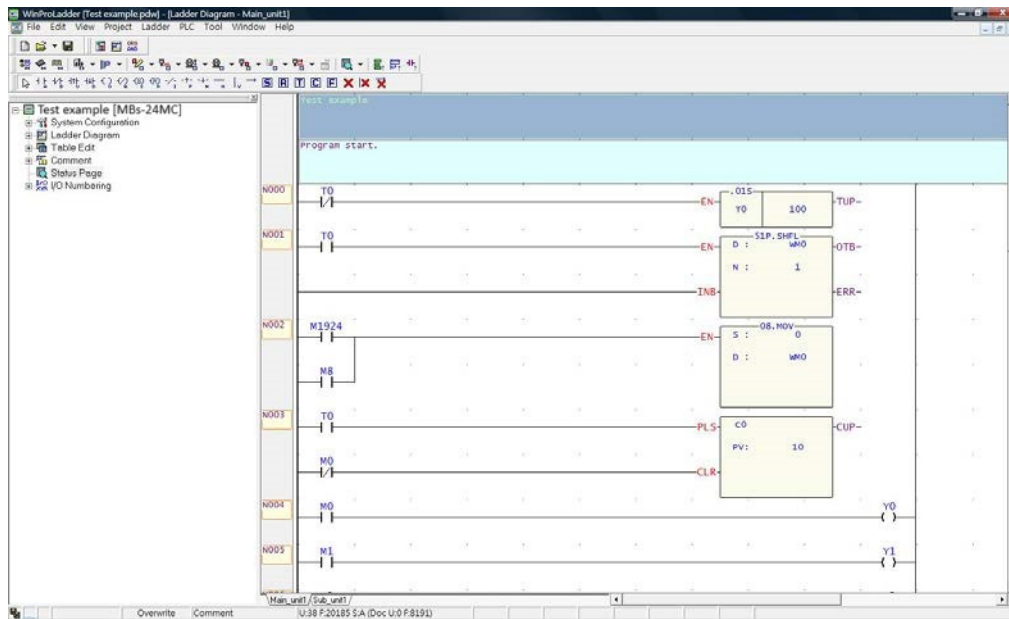 WinProLadder [Test example.pdw] - [Ladder Diagram - Main_unit1]
File Edit View Project Ladder PLC Tool Window Help
S R T C F
Test example [MBs-24MC]
System Configuration
Ladder Diagram
Table Edit
Comment
Status Page
I/O Numbering
Test example
Program start.
N000 T0 EN .01S TUP
Y0 100
N001 T0 EN S1P.SHFL OTB
D : WM0
N : 1
INB ERR
N002 M1924 EN 08.MOV
S : 0
D : WM0
M8
N003 T0 PLS C0 CUP
PV: 10
M0 CLR
N004 M0 Y0
N005 M1 Y1
Main_unit1 Sub_unit1
Overwrite Comment U:38 F:20185 S:A (Doc U:0 F:8191)